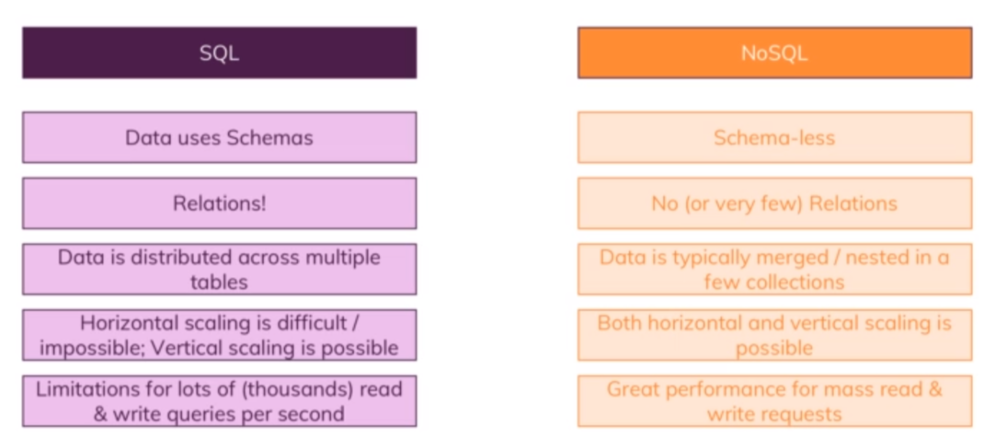 SQL
Data uses Schemas
Relations!
Data is distributed across multiple
tables
Horizontal scaling is difficult /
impossible; Vertical scaling is possible
Limitations for lots of (thousands) read
& write queries per second
NoSQL
Schema-less
No (or very few) Relations
Data is typically merged / nested in a
few collections
Both horizontal and vertical scaling is
possible
Great performance for mass read &
write requests